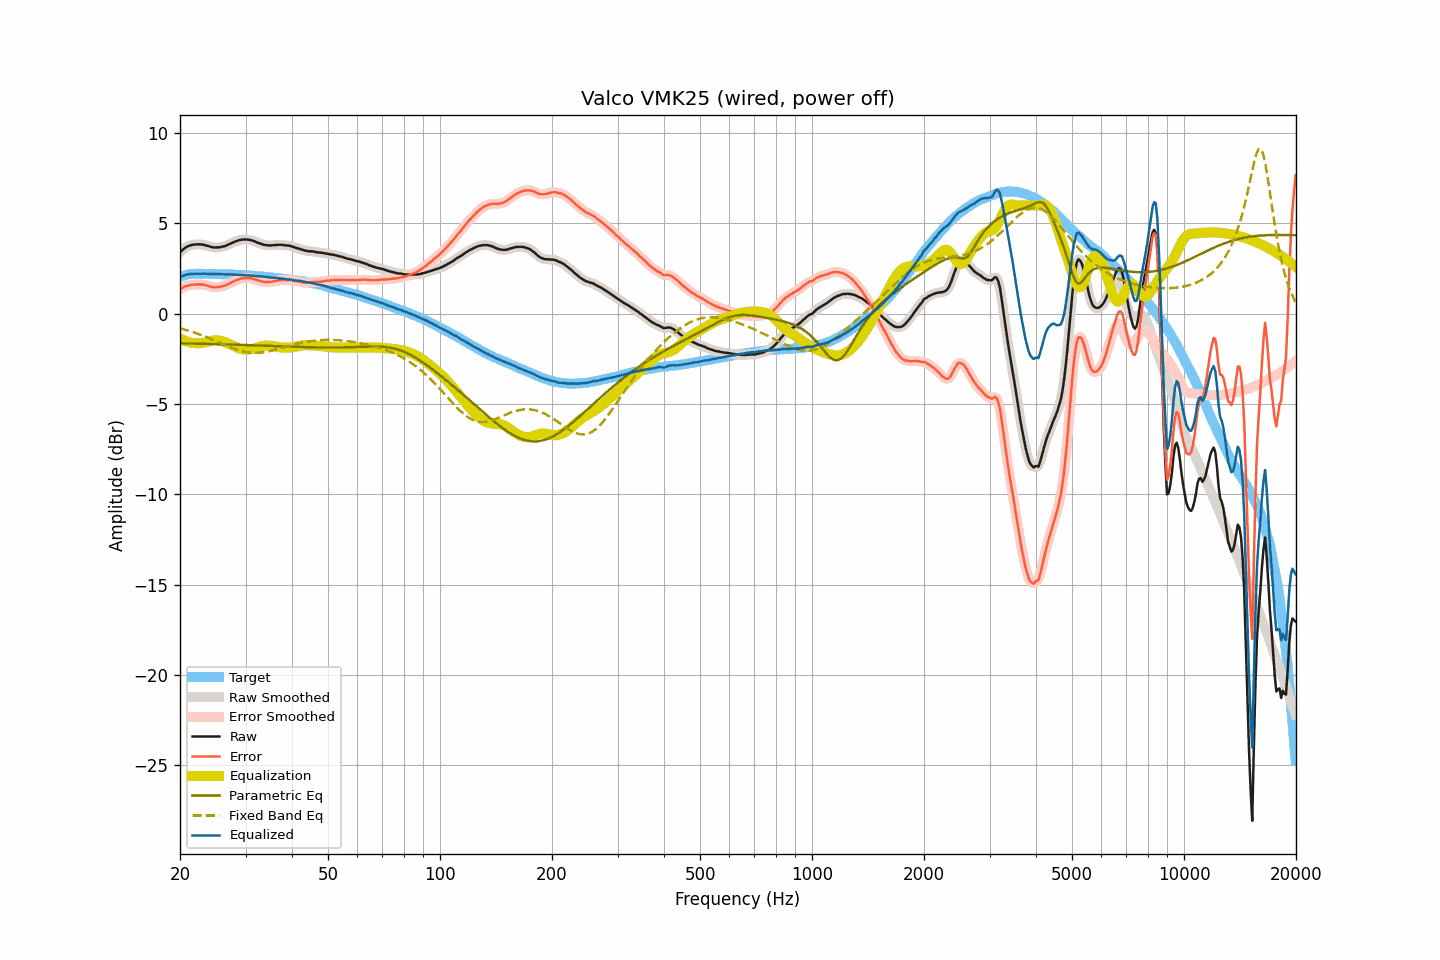 Valco VMK25 (wired, power off)
10
5
0
−5
−10
−15
−20
−25
Amplitude (dBr)
Target
Raw Smoothed
Error Smoothed
Raw
Error
Equalization
Parametric Eq
Fixed Band Eq
Equalized
20 50 100 200 500 1000 2000 5000 10000 20000
Frequency (Hz)